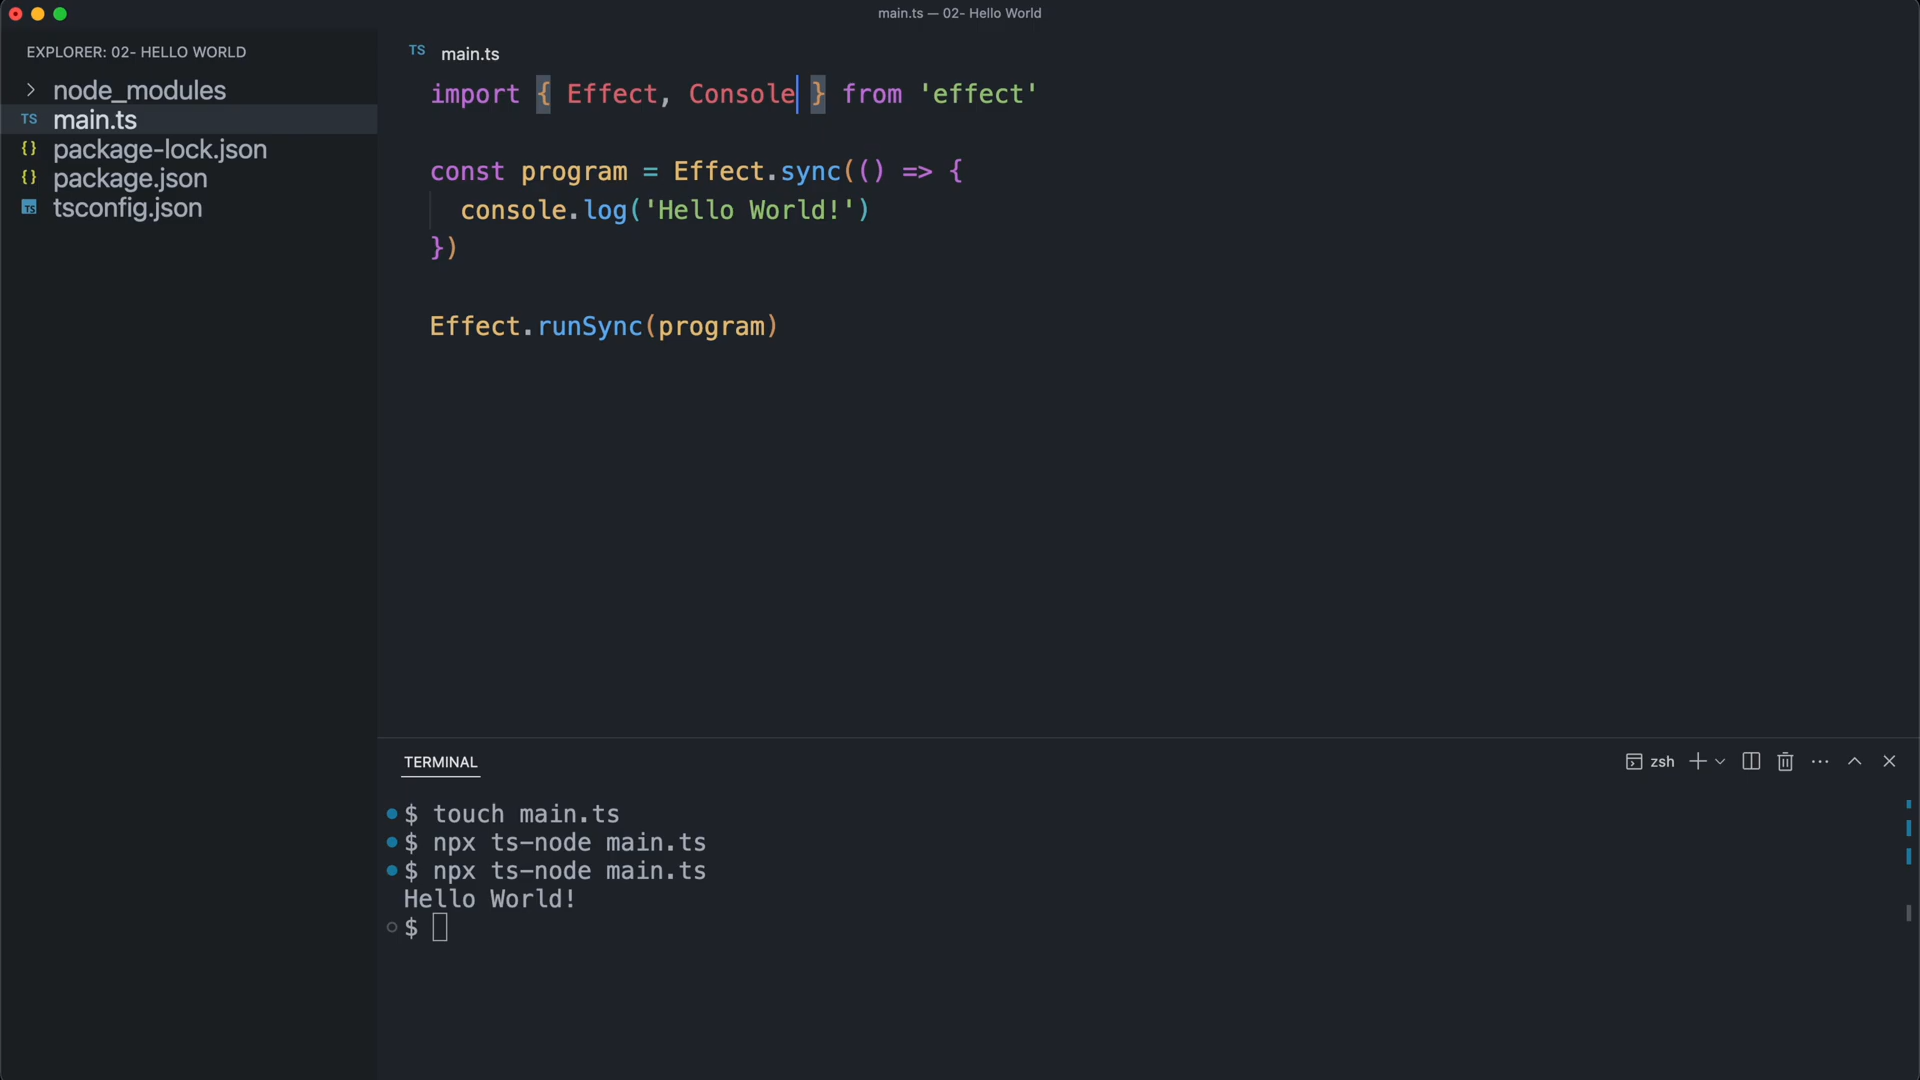 main.ts — 02- Hello World
EXPLORER: 02- HELLO WORLD
node_modules
TS main.ts
{} package-lock.json
{} package.json
TS tsconfig.json
TS main.ts
import { Effect, Console } from 'effect'
const program = Effect.sync(() => {
console.log('Hello World!')
})
Effect.runSync(program)
TERMINAL
zsh
$ touch main.ts
$ npx ts-node main.ts
$ npx ts-node main.ts
Hello World!
$